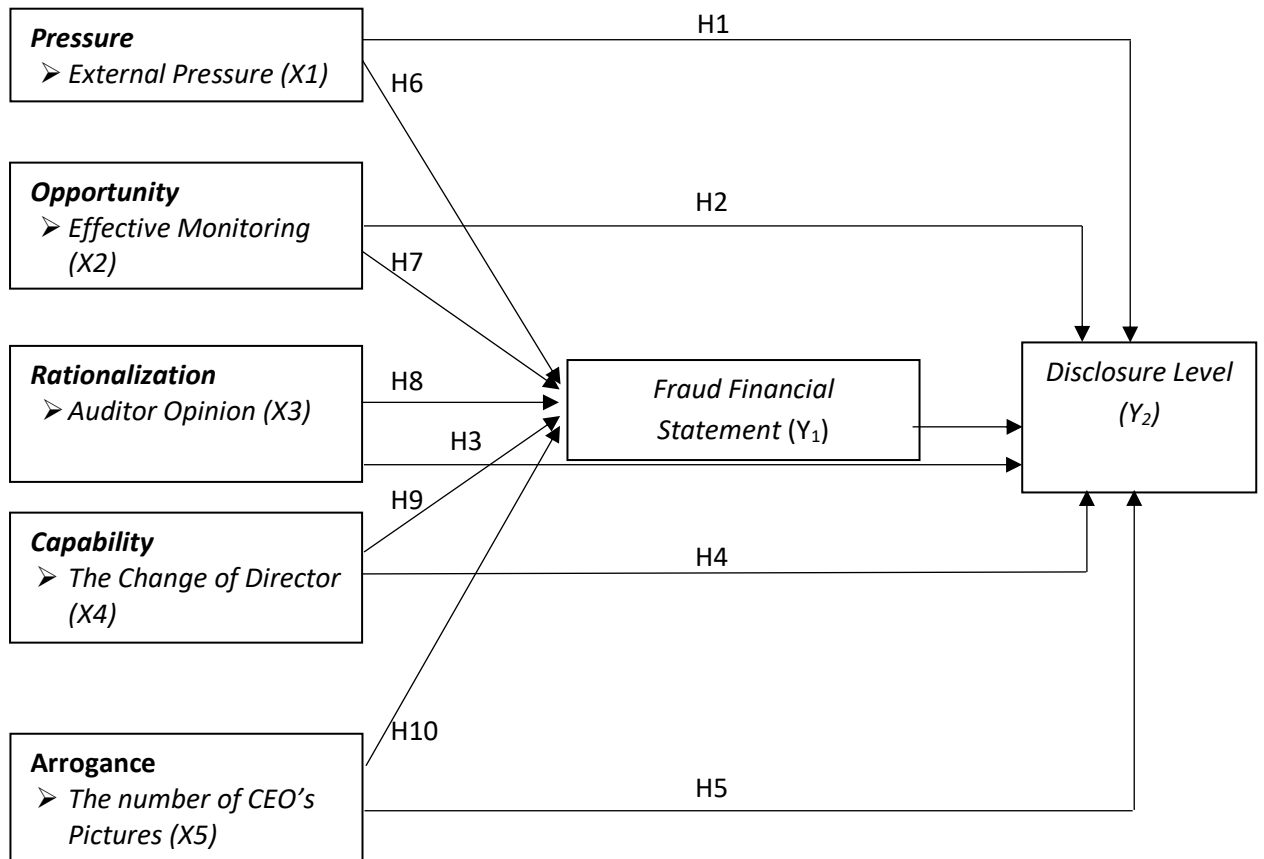 Pressure
➢ External Pressure (X1)
H1
H6
Opportunity
➢ Effective Monitoring
(X2)
H2
H7
Rationalization
➢ Auditor Opinion (X3)
H8
H3
Fraud Financial
Statement (Y₁)
Disclosure Level
(Y₂)
H9
Capability
➢ The Change of Director
(X4)
H4
H10
Arrogance
➢ The number of CEO’s
Pictures (X5)
H5